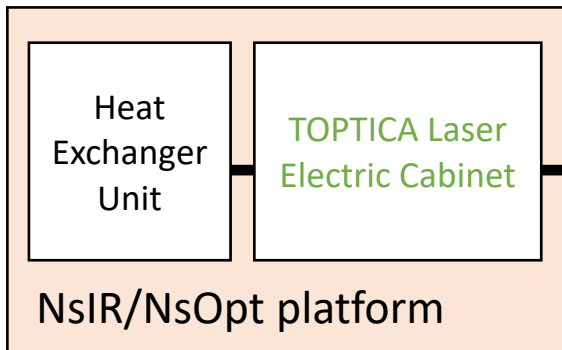 Heat
Exchanger
Unit
TOPTICA Laser
Electric Cabinet
NsIR/NsOpt platform